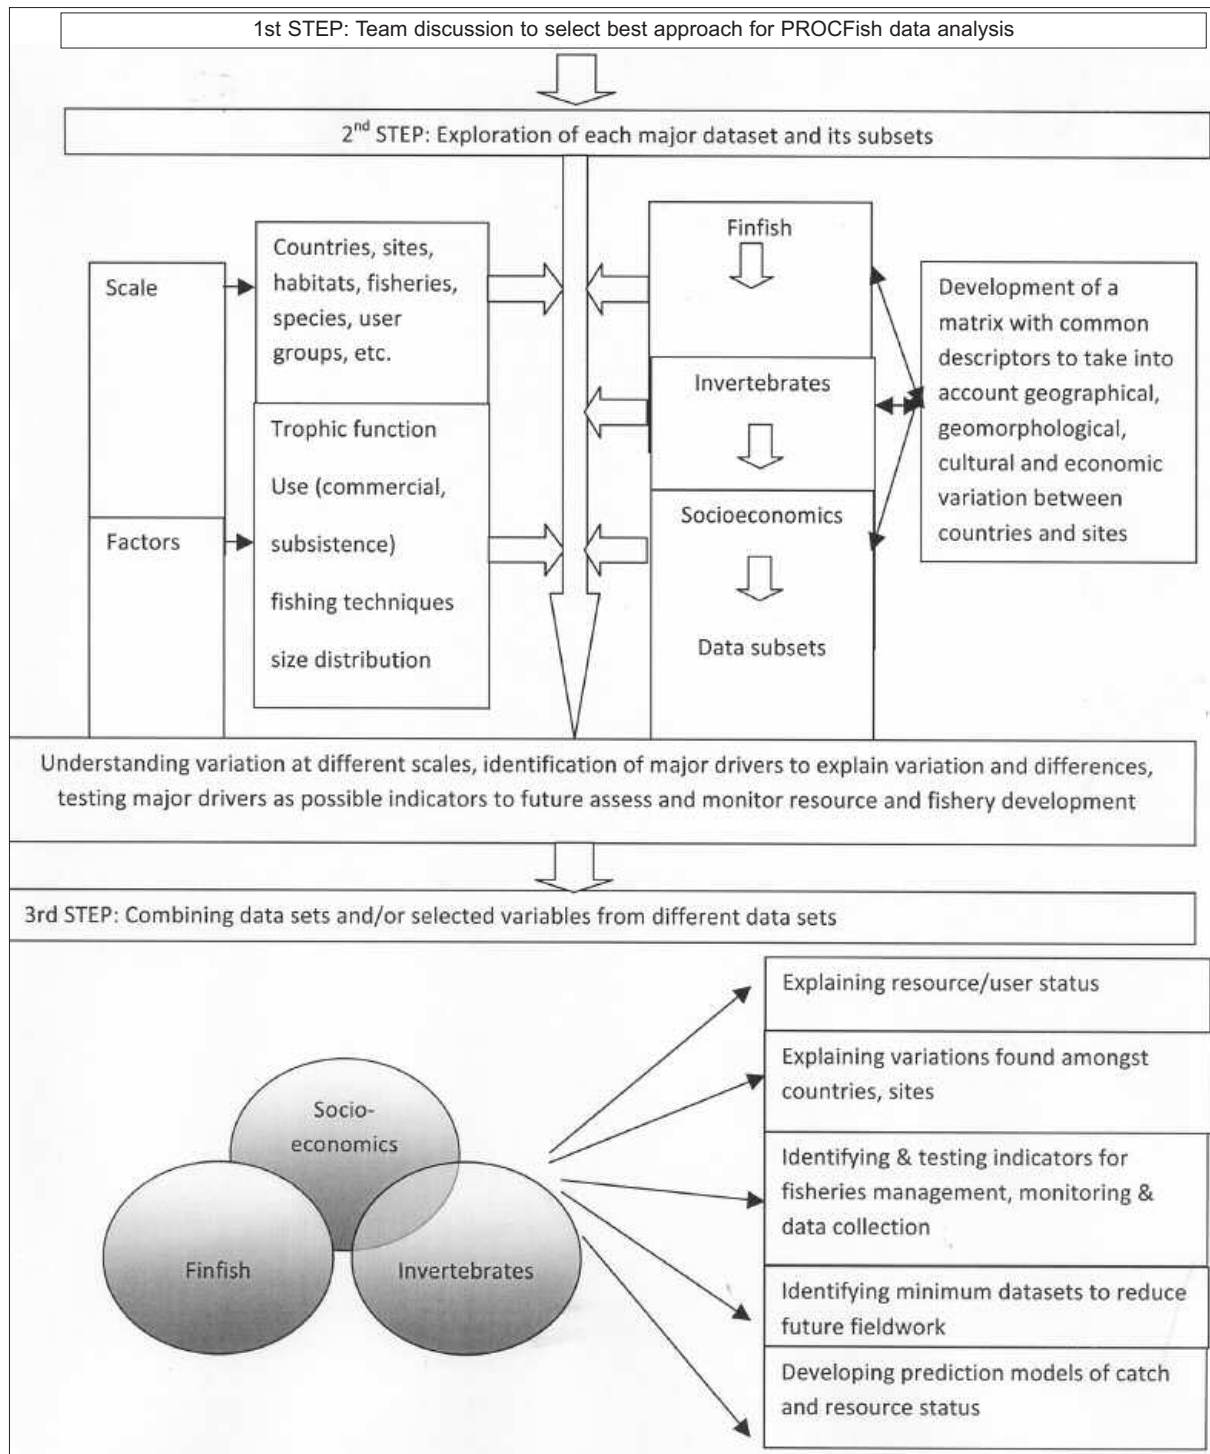 1st STEP: Team discussion to select best approach for PROCFish data analysis
2nd STEP: Exploration of each major dataset and its subsets
Scale
Countries, sites,
habitats, fisheries,
species, user
groups, etc.
Factors
Trophic function
Use (commercial,
subsistence)
fishing techniques
size distribution
Finfish
Invertebrates
Socioeconomics
Data subsets
Development of a
matrix with common
descriptors to take into
account geographical,
geomorphological,
cultural and economic
variation between
countries and sites
Understanding variation at different scales, identification of major drivers to explain variation and differences,
testing major drivers as possible indicators to future assess and monitor resource and fishery development
3rd STEP: Combining data sets and/or selected variables from different data sets
Socio-
economics
Finfish
Invertebrates
Explaining resource/user status
Explaining variations found amongst
countries, sites
Identifying & testing indicators for
fisheries management, monitoring &
data collection
Identifying minimum datasets to reduce
future fieldwork
Developing prediction models of catch
and resource status